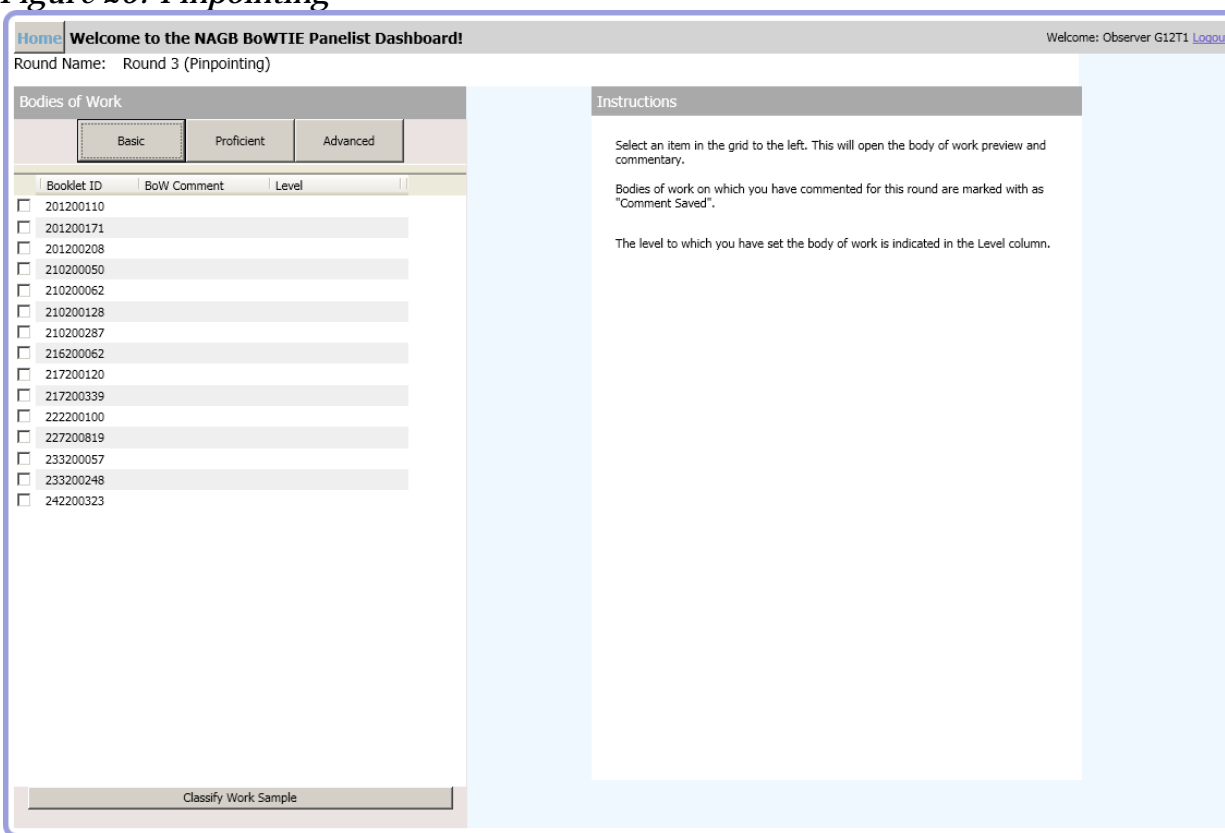 Figure 20. Pinpointing
Home Welcome to the NAGB BoWTIE Panelist Dashboard! Welcome: Observer G12T1 Logou
Round Name: Round 3 (Pinpointing)
Bodies of Work
Basic Proficient Advanced
Booklet ID BoW Comment Level
201200110
201200171
201200208
210200050
210200062
210200128
210200287
216200062
217200120
217200339
222200100
227200819
233200057
233200248
242200323
Classify Work Sample
Instructions
Select an item in the grid to the left. This will open the body of work preview and
commentary.
Bodies of work on which you have commented for this round are marked with as
"Comment Saved".
The level to which you have set the body of work is indicated in the Level column.